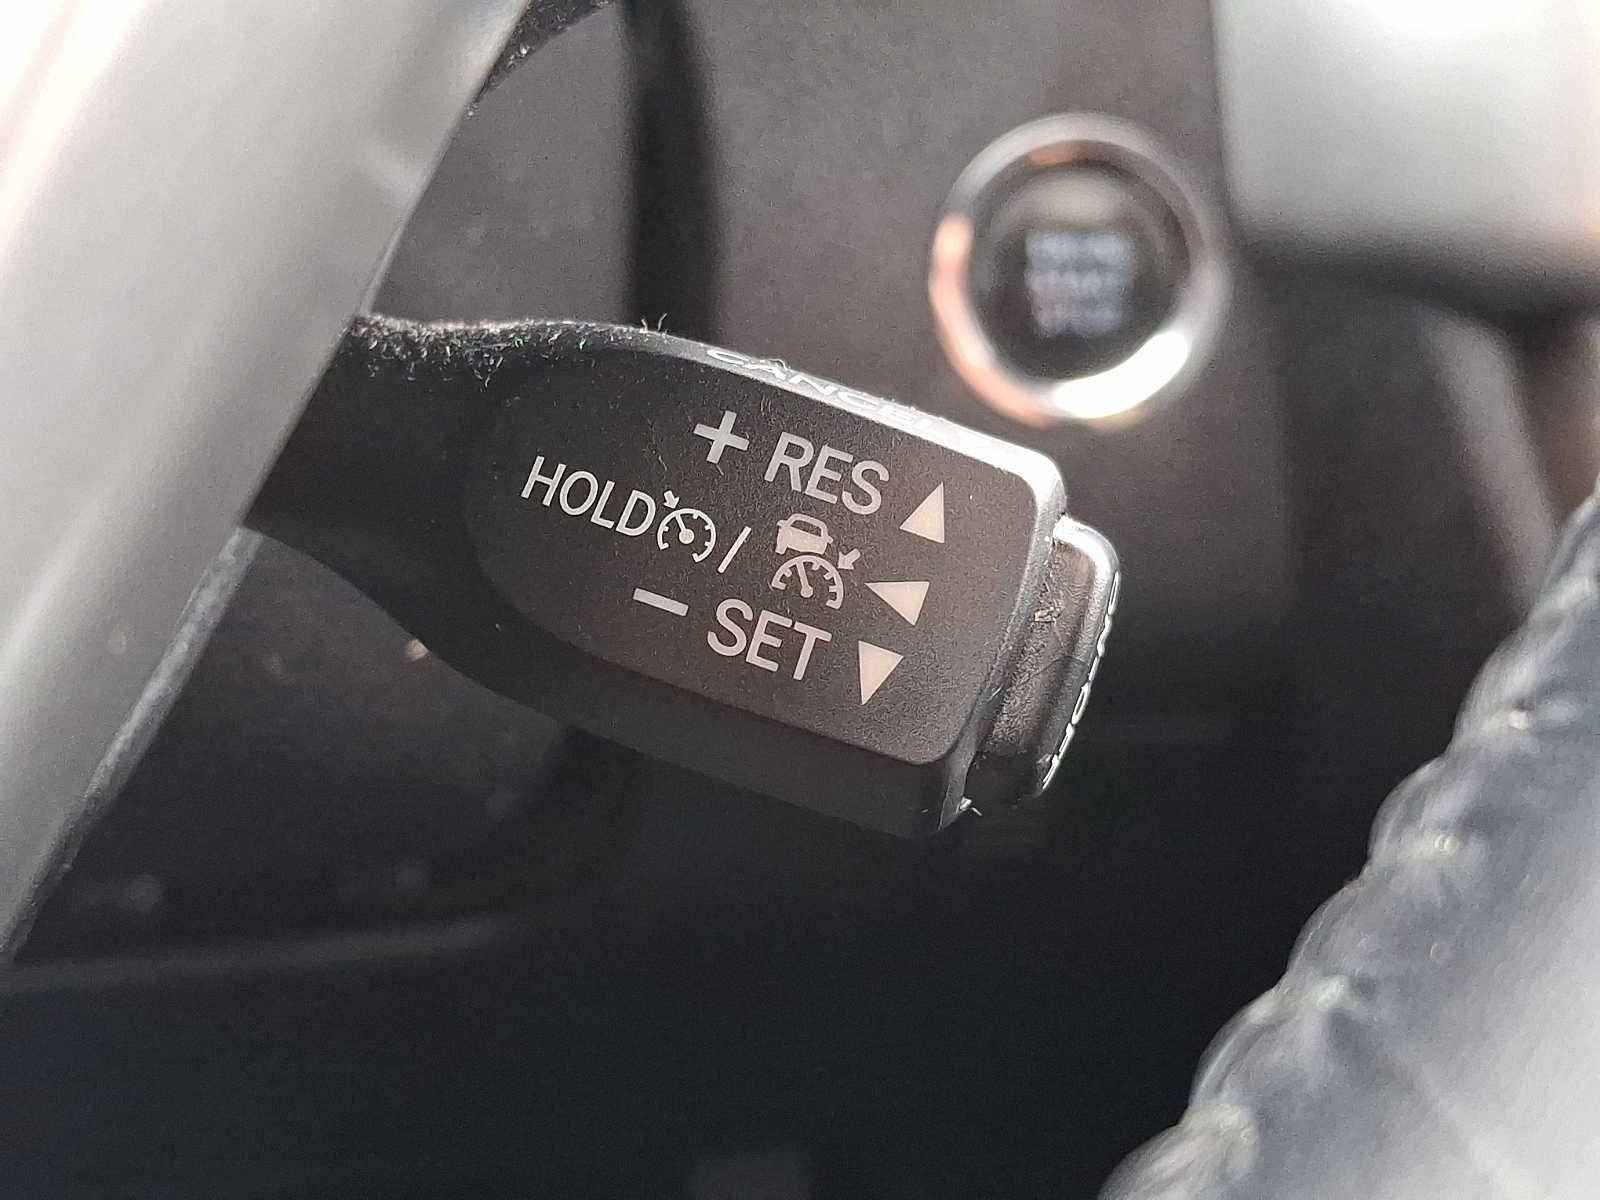 CANCEL
+ RES
HOLD /
- SET